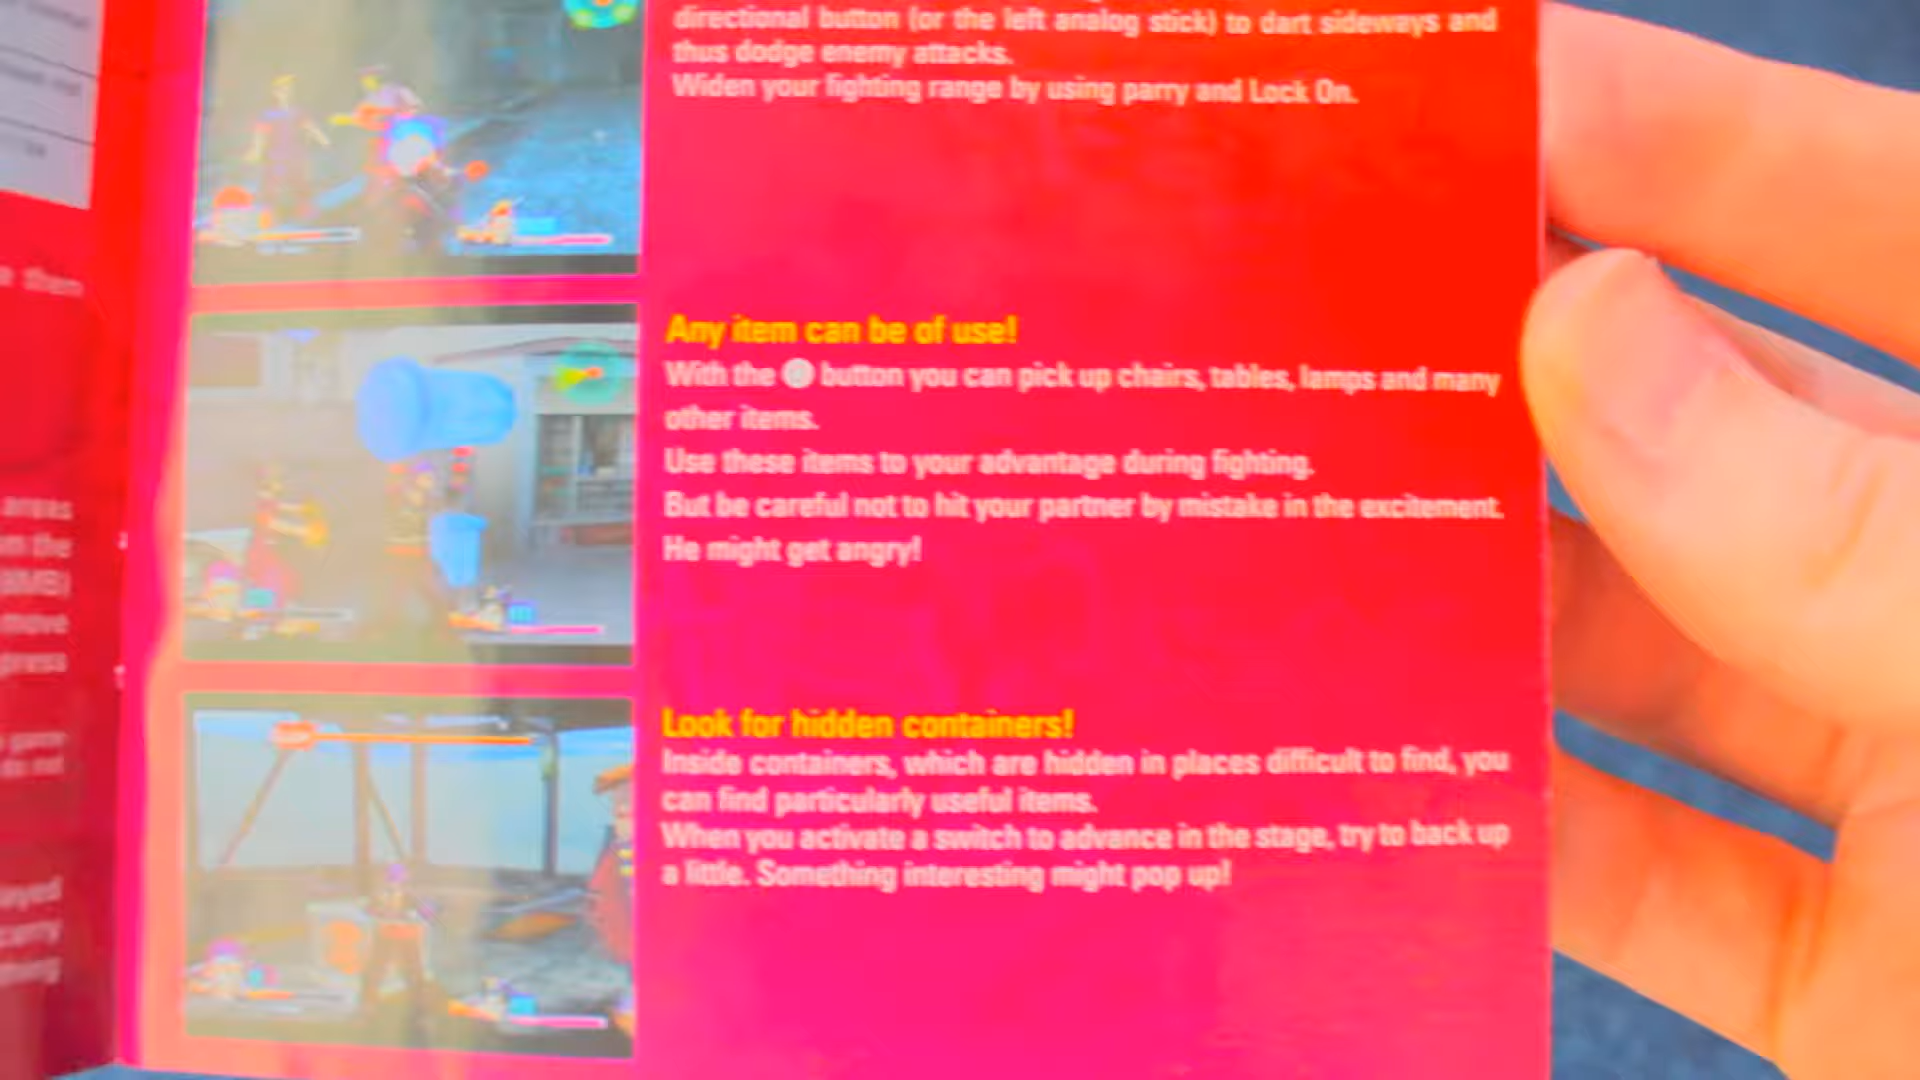 them
areas
move
press
directional button (or the left analog stick) to dart sideways and
thus dodge enemy attacks.
Widen your fighting range by using parry and Lock On.
Any item can be of use!
With the button you can pick up chairs, tables, lamps and many
other items.
Use these items to your advantage during fighting.
But be careful not to hit your partner by mistake in the excitement.
He might get angry!
Look for hidden containers!
Inside containers, which are hidden in places difficult to find, you
can find particularly useful items.
When you activate a switch to advance in the stage, try to back up
a little. Something interesting might pop up!